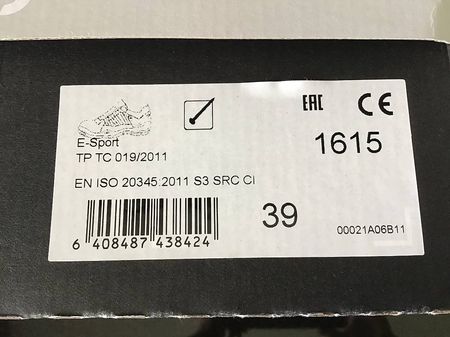 EAC CE
E-Sport
TP TC 019/2011
1615
EN ISO 20345:2011 S3 SRC CI
39
6 408487 438424
00021A06B11